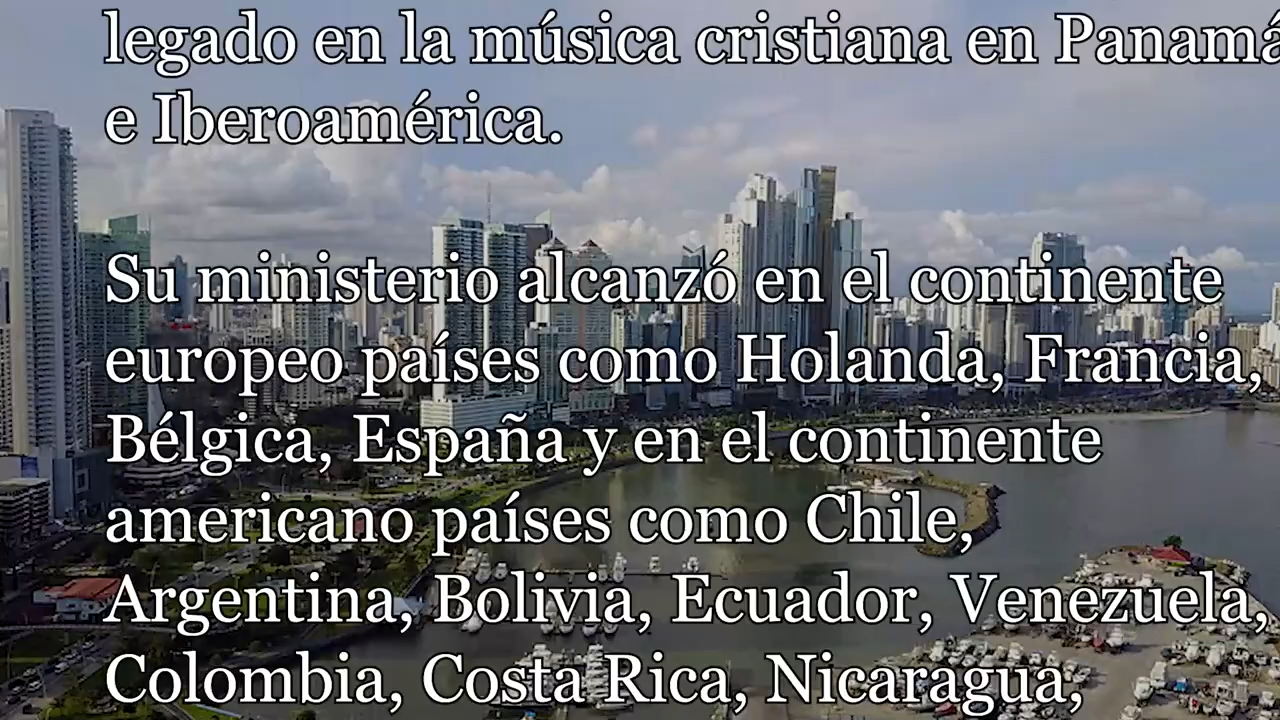 legado en la música cristiana en Panamá
e Iberoamérica.
Su ministerio alcanzó en el continente
europeo países como Holanda, Francia,
Bélgica, España y en el continente
americano países como Chile,
Argentina, Bolivia, Ecuador, Venezuela,
Colombia, Costa Rica, Nicaragua,